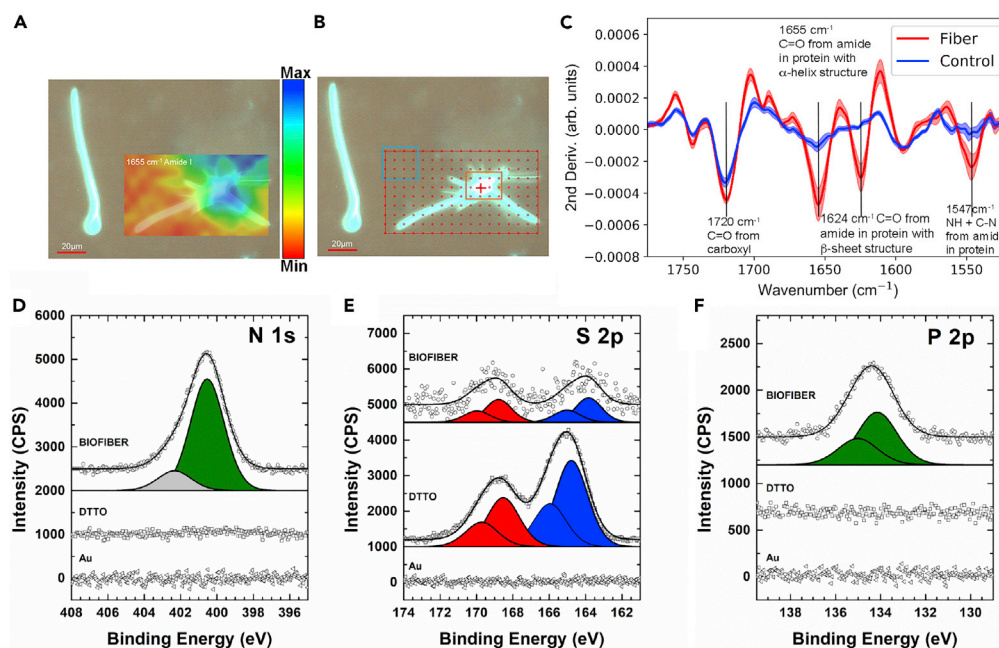 A
1655 cm⁻¹ Amide I
20µm
Max
Min
B
20µm
C
0.0006
0.0004
0.0002
0.0000
−0.0002
−0.0004
−0.0006
−0.0008
2nd Deriv. (arb. units)
1655 cm⁻¹
C=O from amide
in protein with
α-helix structure
Fiber
Control
1720 cm⁻¹
C=O from
carboxyl
1624 cm⁻¹ C=O from
amide in protein with
β-sheet structure
1547cm⁻¹
NH + C-N
from amid
in protein
1750
1700
1650
1600
1550
Wavenumber (cm⁻¹)
D
N 1s
6000
5000
4000
3000
2000
1000
0
Intensity (CPS)
BIOFIBER
DTTO
Au
408 406 404 402 400 398 396
Binding Energy (eV)
E
S 2p
7000
6000
5000
4000
3000
2000
1000
0
Intensity (CPS)
BIOFIBER
DTTO
Au
174 172 170 168 166 164 162
Binding Energy (eV)
F
P 2p
2500
2000
1500
1000
500
0
Intensity (CPS)
BIOFIBER
DTTO
Au
138 136 134 132 130
Binding Energy (eV)